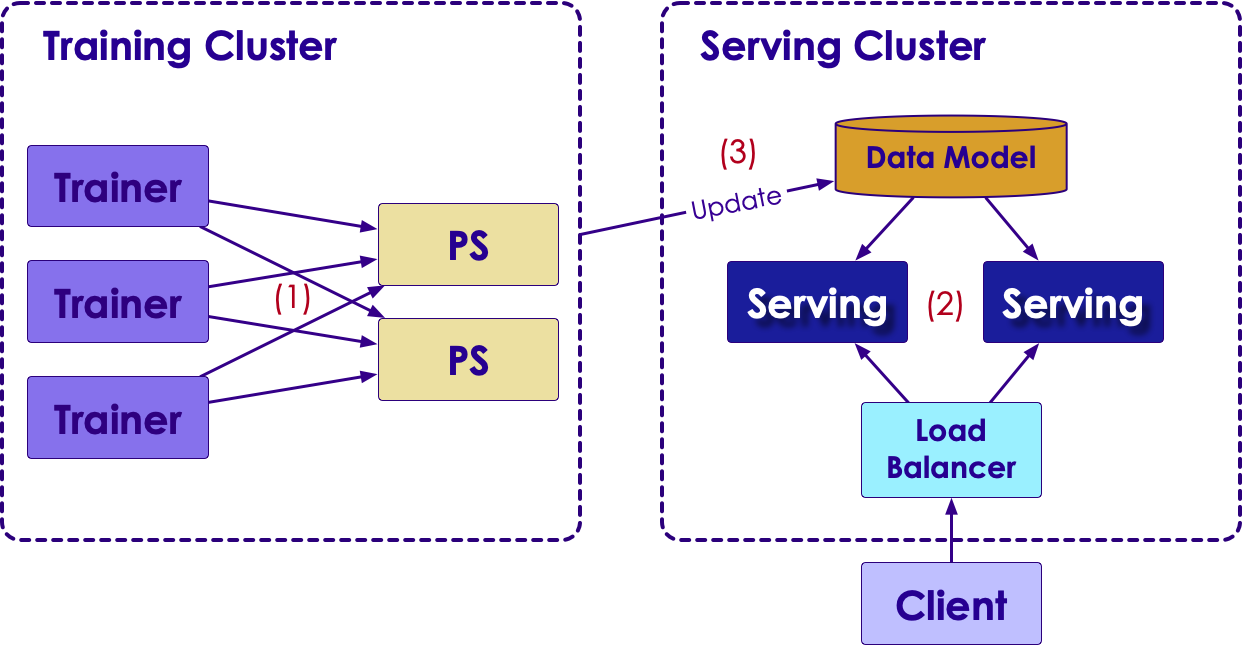 Training Cluster
Trainer
Trainer
Trainer
(1)
PS
PS
Serving Cluster
(3)
Update
Data Model
Serving
(2)
Serving
Load
Balancer
Client